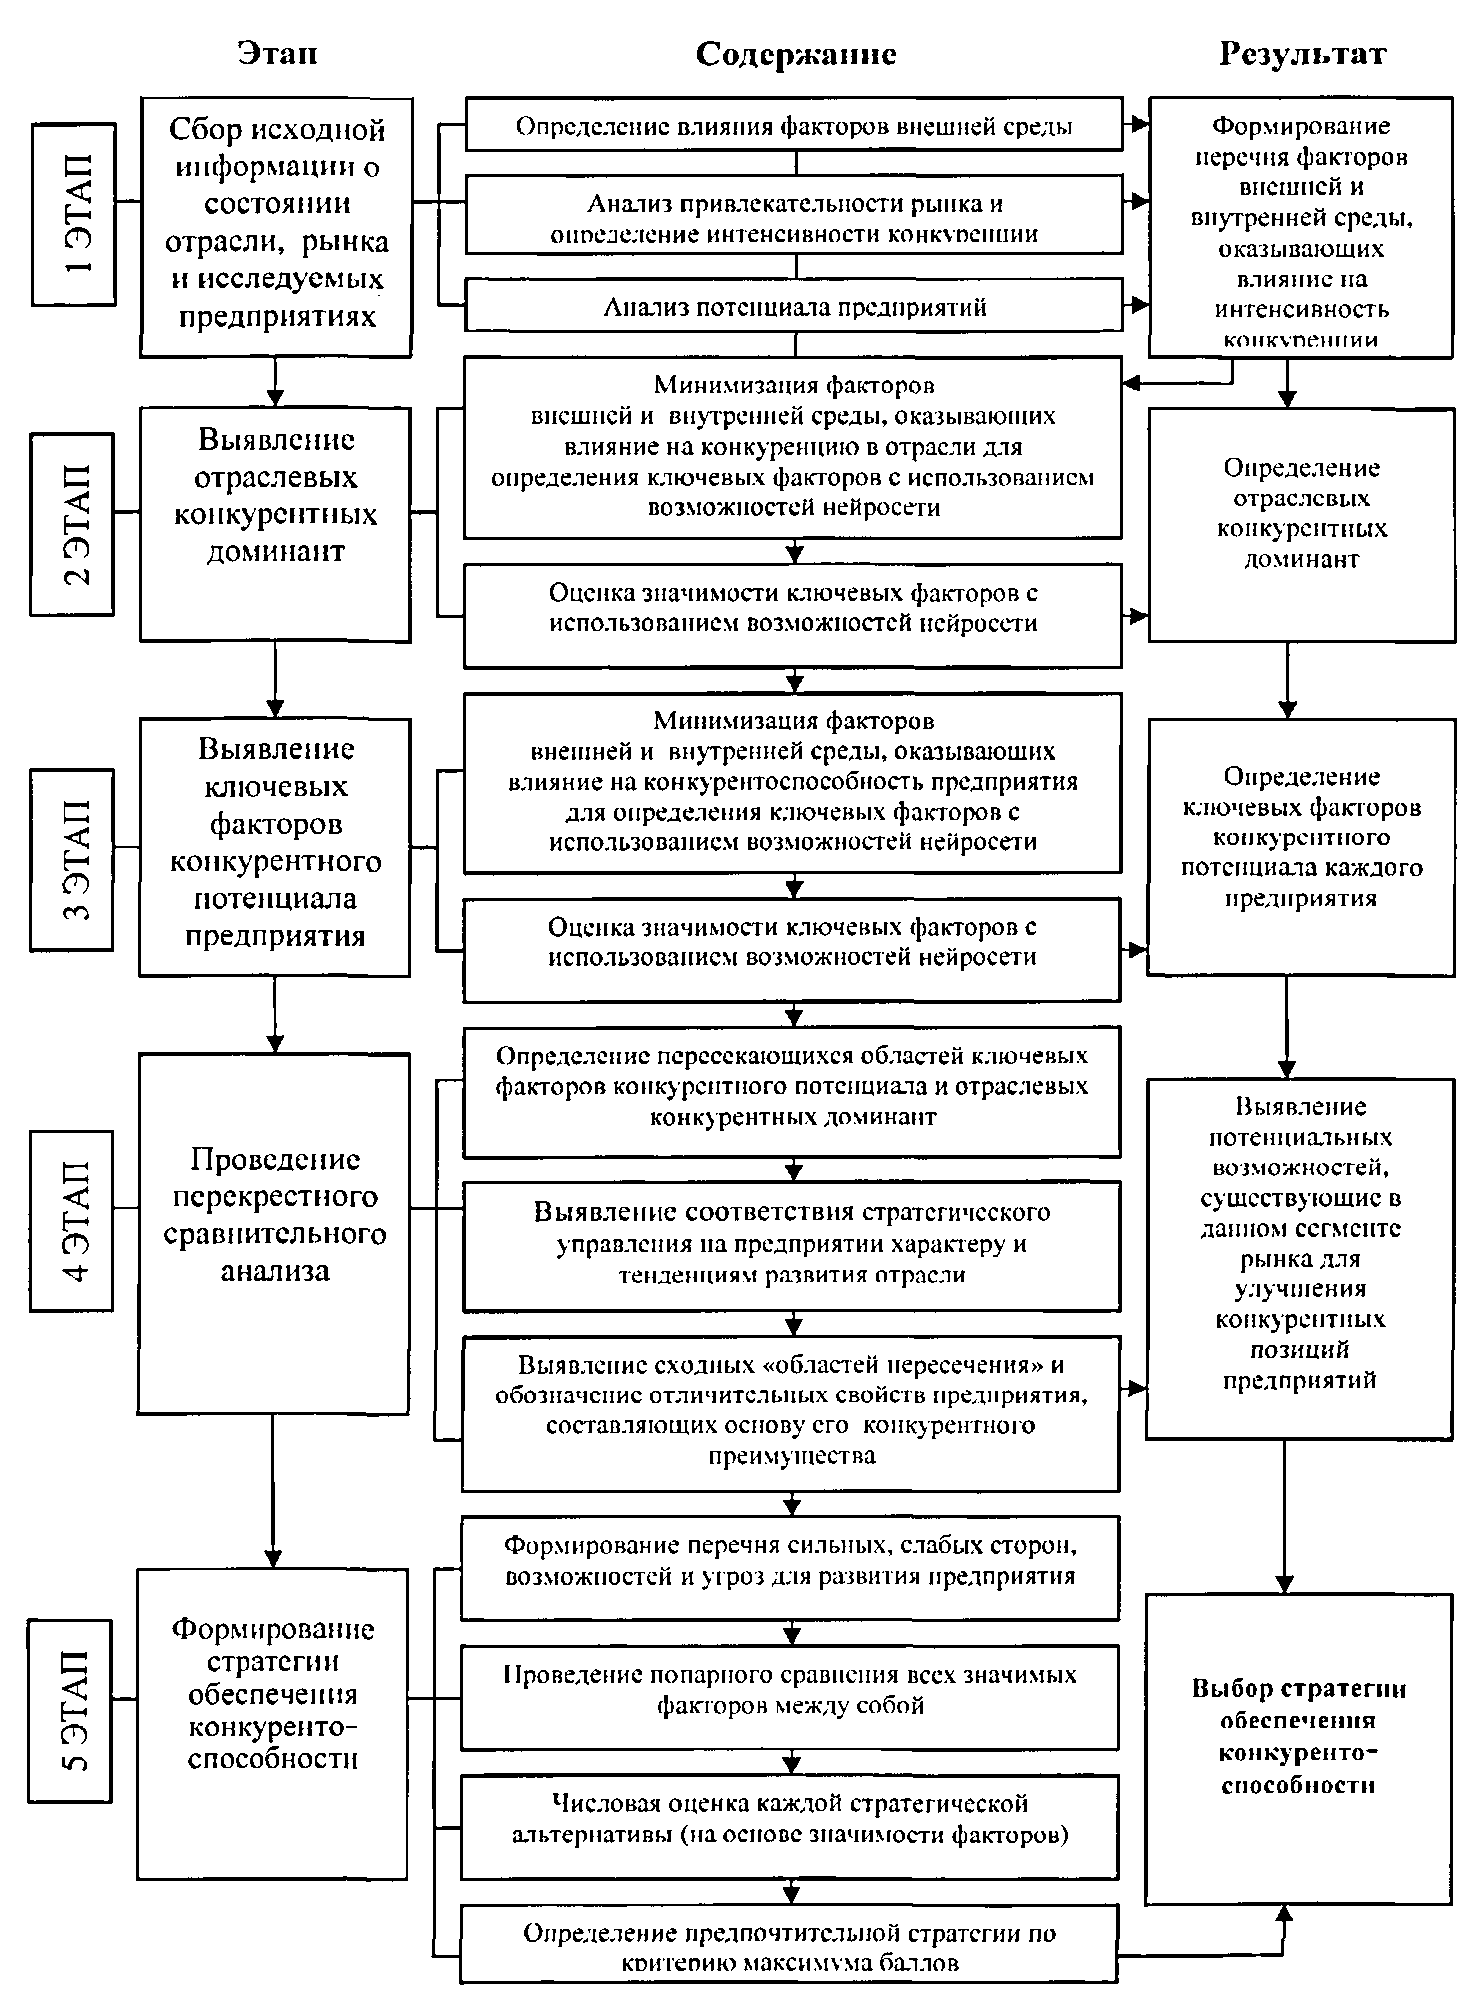 Этап
Содержание
Результат
1 ЭТАП
Сбор исходной
информации о
состоянии
отрасли, рынка
и исследуемых
предприятиях
Определение влияния факторов внешней среды
Анализ привлекательности рынка и
определение интенсивности конкуренции
Анализ потенциала предприятий
Формирование
перечня факторов
внешней и
внутренней среды,
оказывающих
влияние на
интенсивность
конкуренции
2 ЭТАП
Выявление
отраслевых
конкурентных
доминант
Минимизация факторов
внешней и внутренней среды, оказывающих
влияние на конкуренцию в отрасли для
определения ключевых факторов с использованием
возможностей нейросети
Оценка значимости ключевых факторов с
использованием возможностей нейросети
Определение
отраслевых
конкурентных
доминант
3 ЭТАП
Выявление
ключевых
факторов
конкурентного
потенциала
предприятия
Минимизация факторов
внешней и внутренней среды, оказывающих
влияние на конкурентоспособность предприятия
для определения ключевых факторов с
использованием возможностей нейросети
Оценка значимости ключевых факторов с
использованием возможностей нейросети
Определение
ключевых факторов
конкурентного
потенциала каждого
предприятия
4 ЭТАП
Проведение
перекрестного
сравнительного
анализа
Определение пересекающихся областей ключевых
факторов конкурентного потенциала и отраслевых
конкурентных доминант
Выявление соответствия стратегического
управления на предприятии характеру и
тенденциям развития отрасли
Выявление сходных «областей пересечения» и
обозначение отличительных свойств предприятия,
составляющих основу его конкурентного
преимущества
Выявление
потенциальных
возможностей,
существующие в
данном сегменте
рынка для
улучшения
конкурентных
позиций
предприятий
5 ЭТАП
Формирование
стратегии
обеспечения
конкуренто-
способности
Формирование перечня сильных, слабых сторон,
возможностей и угроз для развития предприятия
Проведение попарного сравнения всех значимых
факторов между собой
Числовая оценка каждой стратегической
альтернативы (на основе значимости факторов)
Определение предпочтительной стратегии по
критерию максимума баллов
Выбор стратегии
обеспечения
конкуренто-
способности